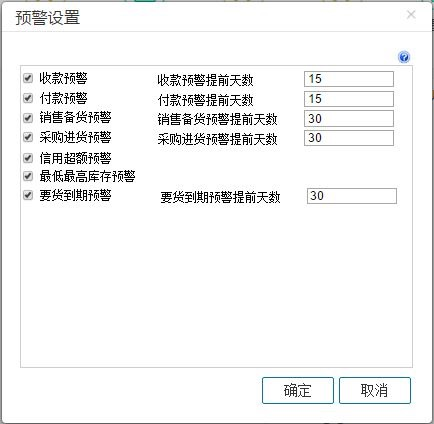 预警设置
收款预警 收款预警提前天数 15
付款预警 付款预警提前天数 15
销售备货预警 销售备货预警提前天数 30
采购进货预警 采购进货预警提前天数 30
信用超额预警
最低最高库存预警
要货到期预警 要货到期预警提前天数 30
确定 取消